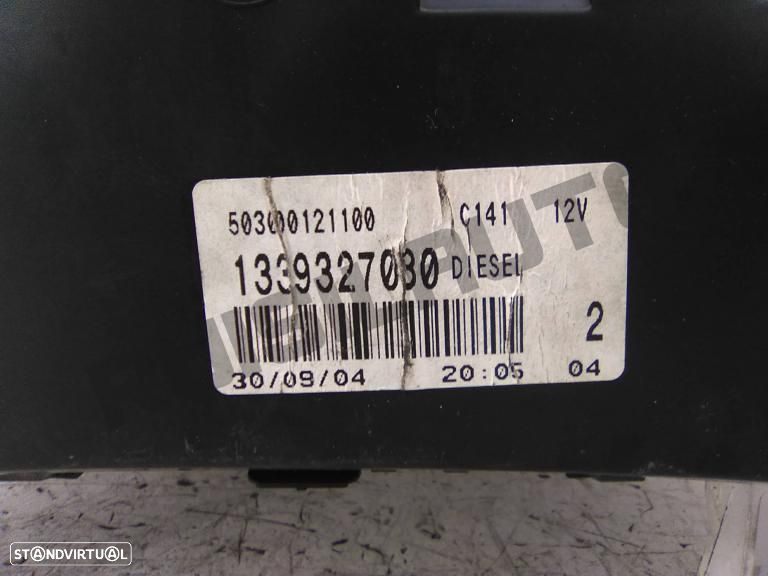 503000121100 C141 12V
1339327080 DIESEL
2
30/09/04 20:05 04
STANDVIRTUAL